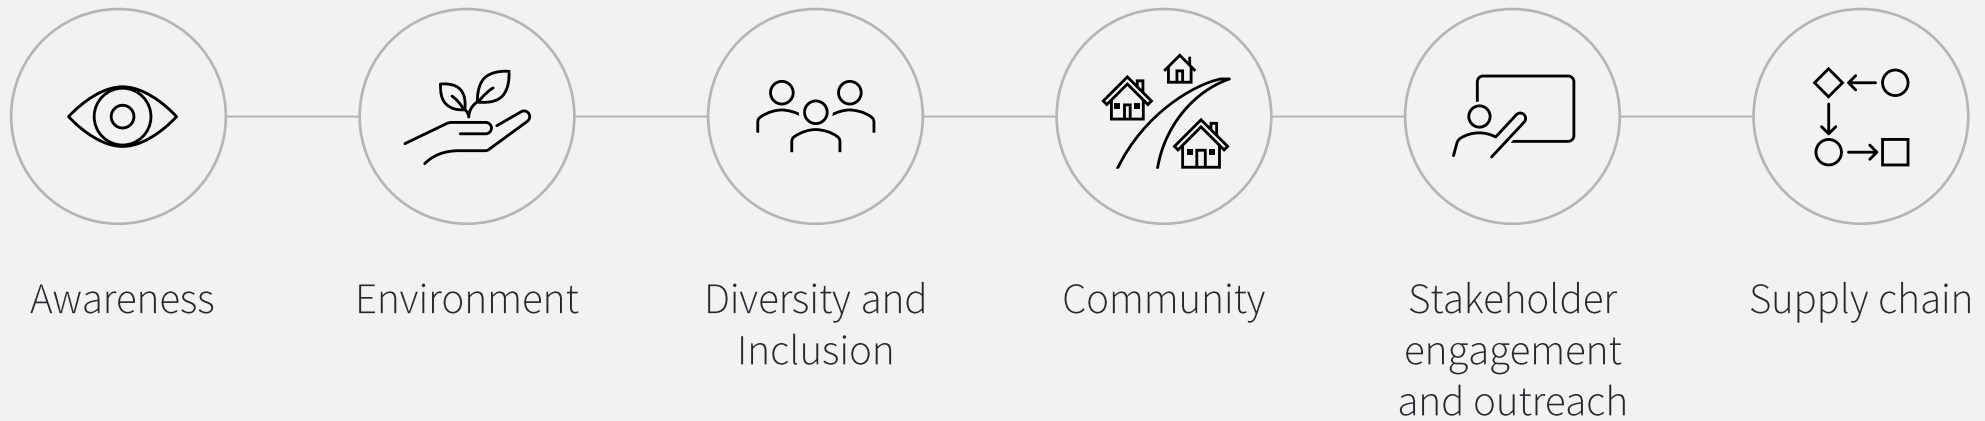 Awareness
Environment
Diversity and
Inclusion
Community
Stakeholder
engagement
and outreach
Supply chain